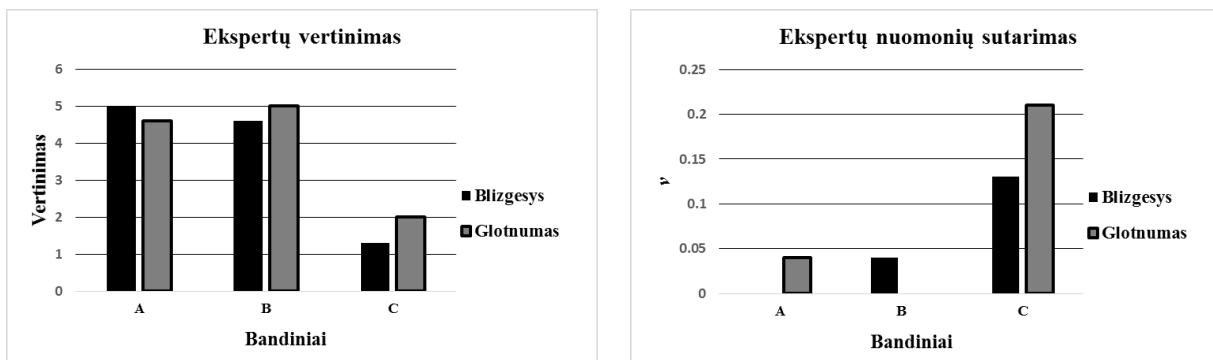 Ekspertų vertinimas
6
5
4
3
2
1
0
Vertinimas
A
B
C
Bandiniai
Blizgesys
Glotnumas
Ekspertų nuomonių sutarimas
0.25
0.2
0.15
0.1
0.05
0
v
A
B
C
Bandiniai
Blizgesys
Glotnumas